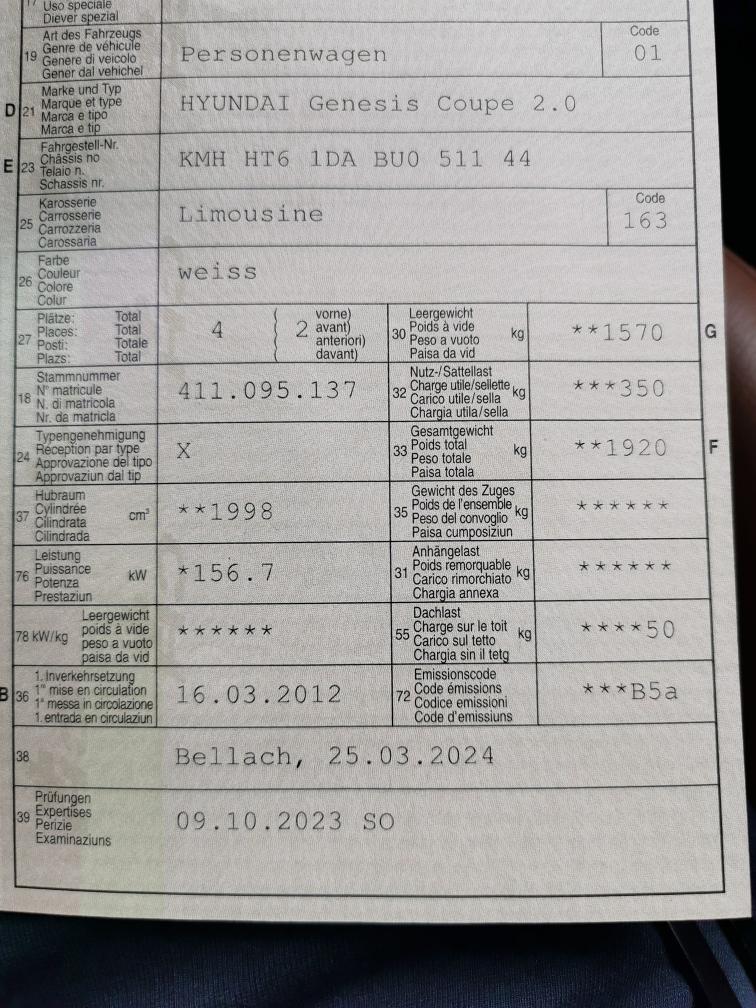 17 Uso speciale
Diever spezial
19 Art des Fahrzeugs
Genre de véhicule
Genere di veicolo
Gener dal vehichel
Personenwagen
Code
01
D 21 Marke und Typ
Marque et type
Marca e tipo
Marca e tip
HYUNDAI Genesis Coupe 2.0
E 23 Fahrgestell-Nr.
Châssis no
Telaio n.
Schassis nr.
KMH HT6 1DA BU0 511 44
25 Karosserie
Carrosserie
Carrozzeria
Carossaria
Limousine
Code
163
26 Farbe
Couleur
Colore
Colur
weiss
27 Plätze: Total
Places: Total
Posti: Totale
Plazs: Total
4 ( 2 vorne)
avant)
anteriori)
davant)
30 Leergewicht
Poids à vide
Peso a vuoto
Paisa da vid
kg
**1570
G
18 Stammnummer
N° matricule
N. di matricola
Nr. da matricla
411.095.137
32 Nutz-/Sattellast
Charge utile/sellette
Carico utile/sella
Chargia utila/sella
kg
***350
24 Typengenehmigung
Réception par type
Approvazione del tipo
Approvaziun dal tip
X
33 Gesamtgewicht
Poids total
Peso totale
Paisa totala
kg
**1920
F
37 Hubraum
Cylindrée
Cilindrata
Cilindrada
cm³
**1998
35 Gewicht des Zuges
Poids de l'ensemble
Peso del convoglio
Paisa cumposiziun
kg
******
76 Leistung
Puissance
Potenza
Prestaziun
kW
*156.7
31 Anhängelast
Poids remorquable
Carico rimorchiato
Chargia annexa
kg
******
78 kW/kg Leergewicht
poids à vide
peso a vuoto
paisa da vid
******
55 Dachlast
Charge sur le toit
Carico sul tetto
Chargia sin il tetg
kg
****50
B 36 1. Inverkehrsetzung
1re mise en circulation
1a messa in circolazione
1. entrada en circulaziun
16.03.2012
72 Emissionscode
Code émissions
Codice emissioni
Code d'emissiuns
***B5a
38 Bellach, 25.03.2024
39 Prüfungen
Expertises
Perizie
Examinaziuns
09.10.2023 SO